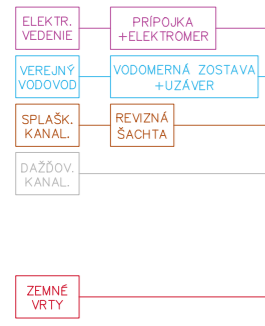 ELEKTR.
VEDENIE
PRÍPOJKA
+ELEKTROMER
VEREJNÝ
VODOVOD
VODOMERNÁ ZOSTAVA
+UZÁVER
SPLAŠK.
KANAL.
REVIZNÁ
ŠACHTA
DAŽĎOV.
KANAL.
ZEMNÉ
VRTY